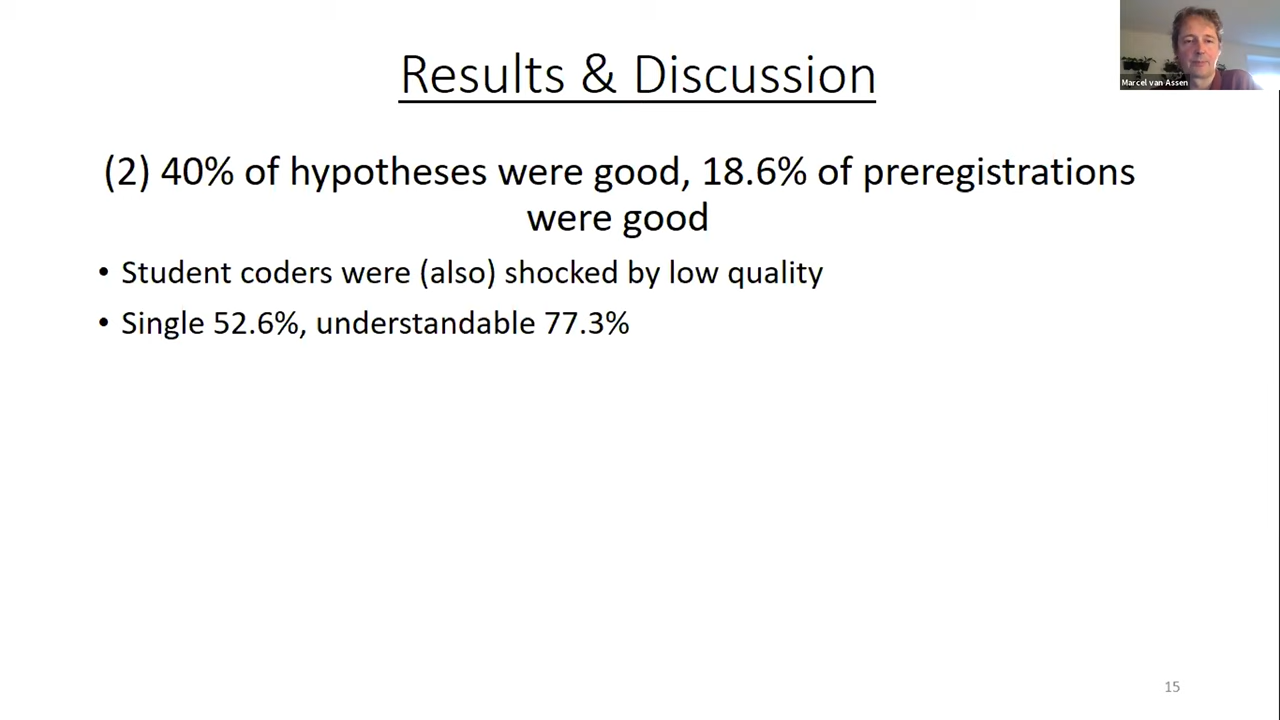 Results & Discussion
Marcel van Assen
(2) 40% of hypotheses were good, 18.6% of preregistrations
were good
• Student coders were (also) shocked by low quality
• Single 52.6%, understandable 77.3%
15